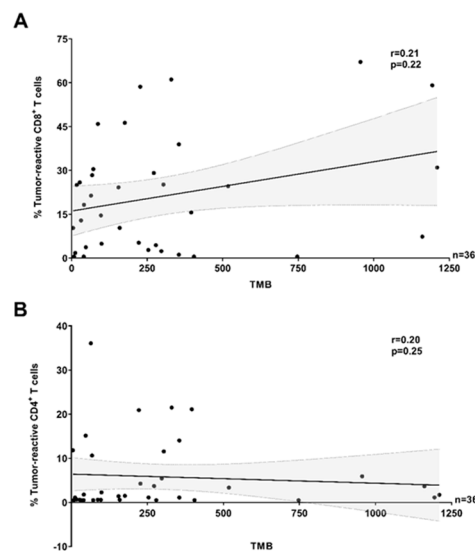 A
% Tumor-reactive CD8+ T cells
75
60
45
30
15
0
r=0.21
p=0.22
0 250 500 750 1000 1250
n=36
TMB
B
% Tumor-reactive CD4+ T cells
40
30
20
10
0
-10
r=0.20
p=0.25
250 500 750 1000 1250
n=36
TMB